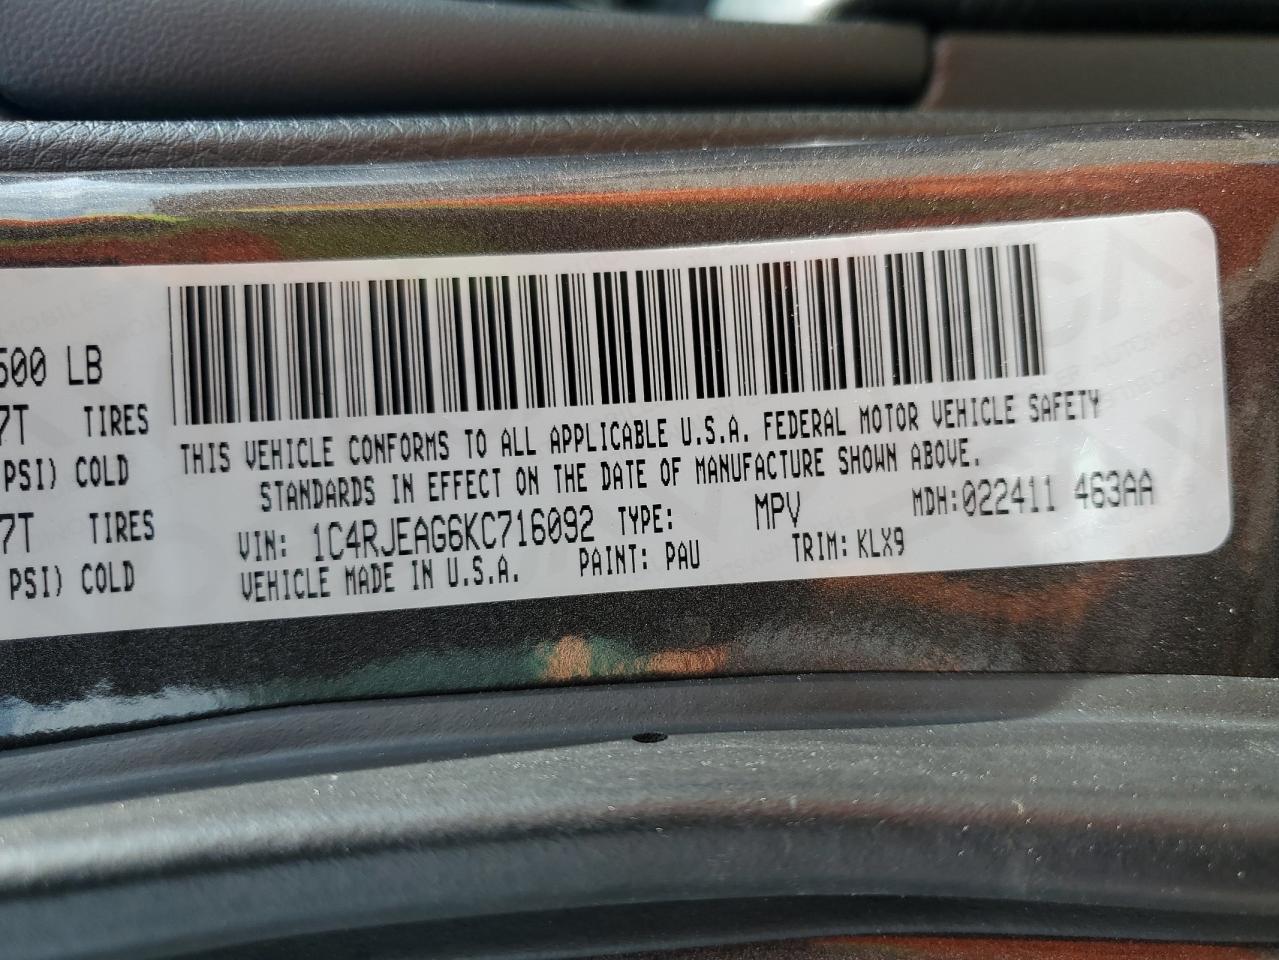 500 LB
7T TIRES
PSI) COLD
7T TIRES
PSI) COLD
THIS VEHICLE CONFORMS TO ALL APPLICABLE U.S.A. FEDERAL MOTOR VEHICLE SAFETY
STANDARDS IN EFFECT ON THE DATE OF MANUFACTURE SHOWN ABOVE.
VIN: 1C4RJEAG6KC716092 TYPE: MPV MDH:022411 463AA
VEHICLE MADE IN U.S.A. PAINT: PAU TRIM: KLX9